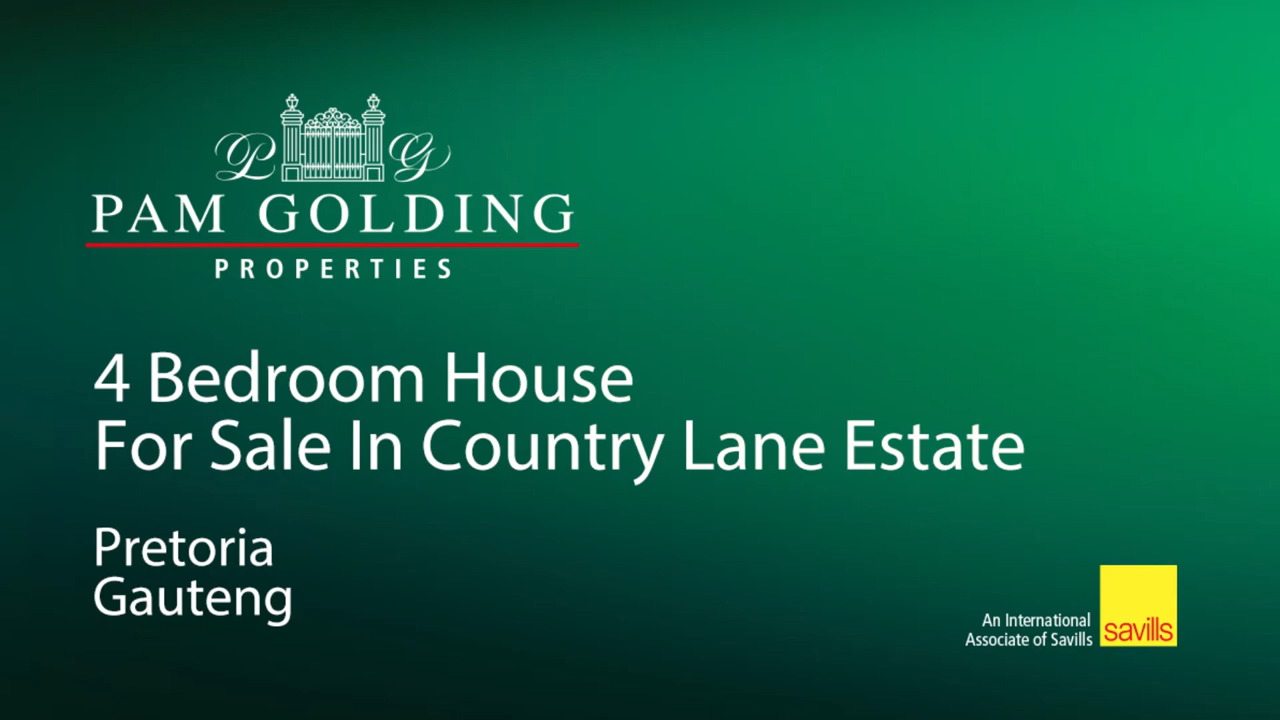 P G
PAM GOLDING
PROPERTIES
4 Bedroom House
For Sale In Country Lane Estate
Pretoria
Gauteng
An International
Associate of Savills
savills